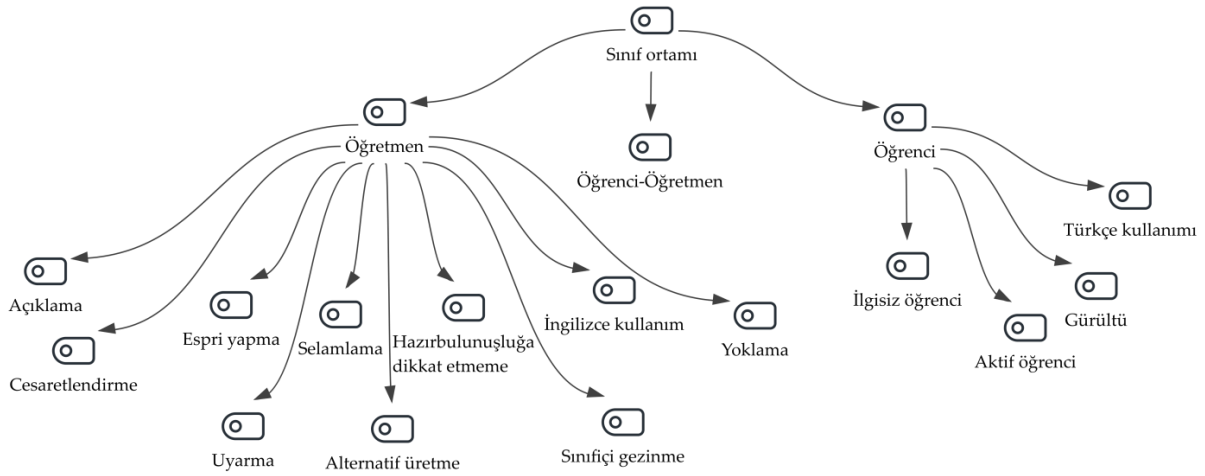 Sınıf ortamı
Öğretmen
Öğrenci
Öğrenci-Öğretmen
Türkçe kullanımı
Açıklama
İlgisiz öğrenci
Gürültü
Espri yapma
Selamlama
Hazırbulunuşluğa
dikkat etmeme
İngilizce kullanım
Yoklama
Aktif öğrenci
Cesaretlendirme
Uyarma
Alternatif üretme
Sınıfiçi gezinme